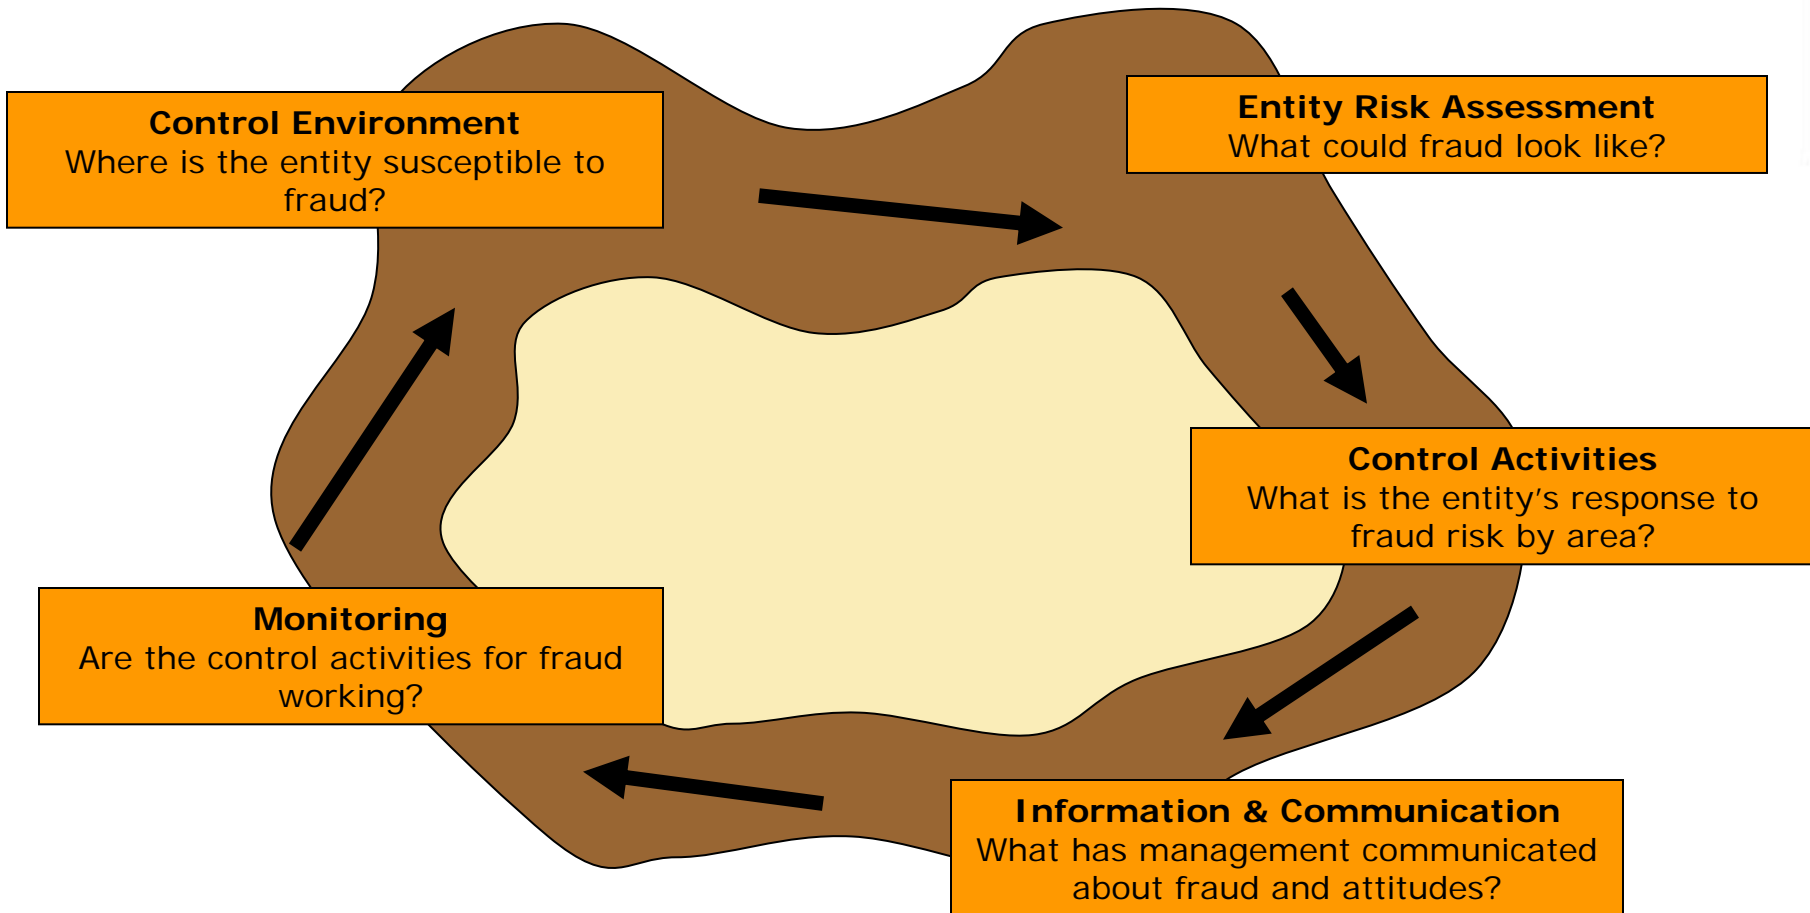 Control Environment
Where is the entity susceptible to
fraud?
Entity Risk Assessment
What could fraud look like?
Control Activities
What is the entity’s response to
fraud risk by area?
Information & Communication
What has management communicated
about fraud and attitudes?
Monitoring
Are the control activities for fraud
working?